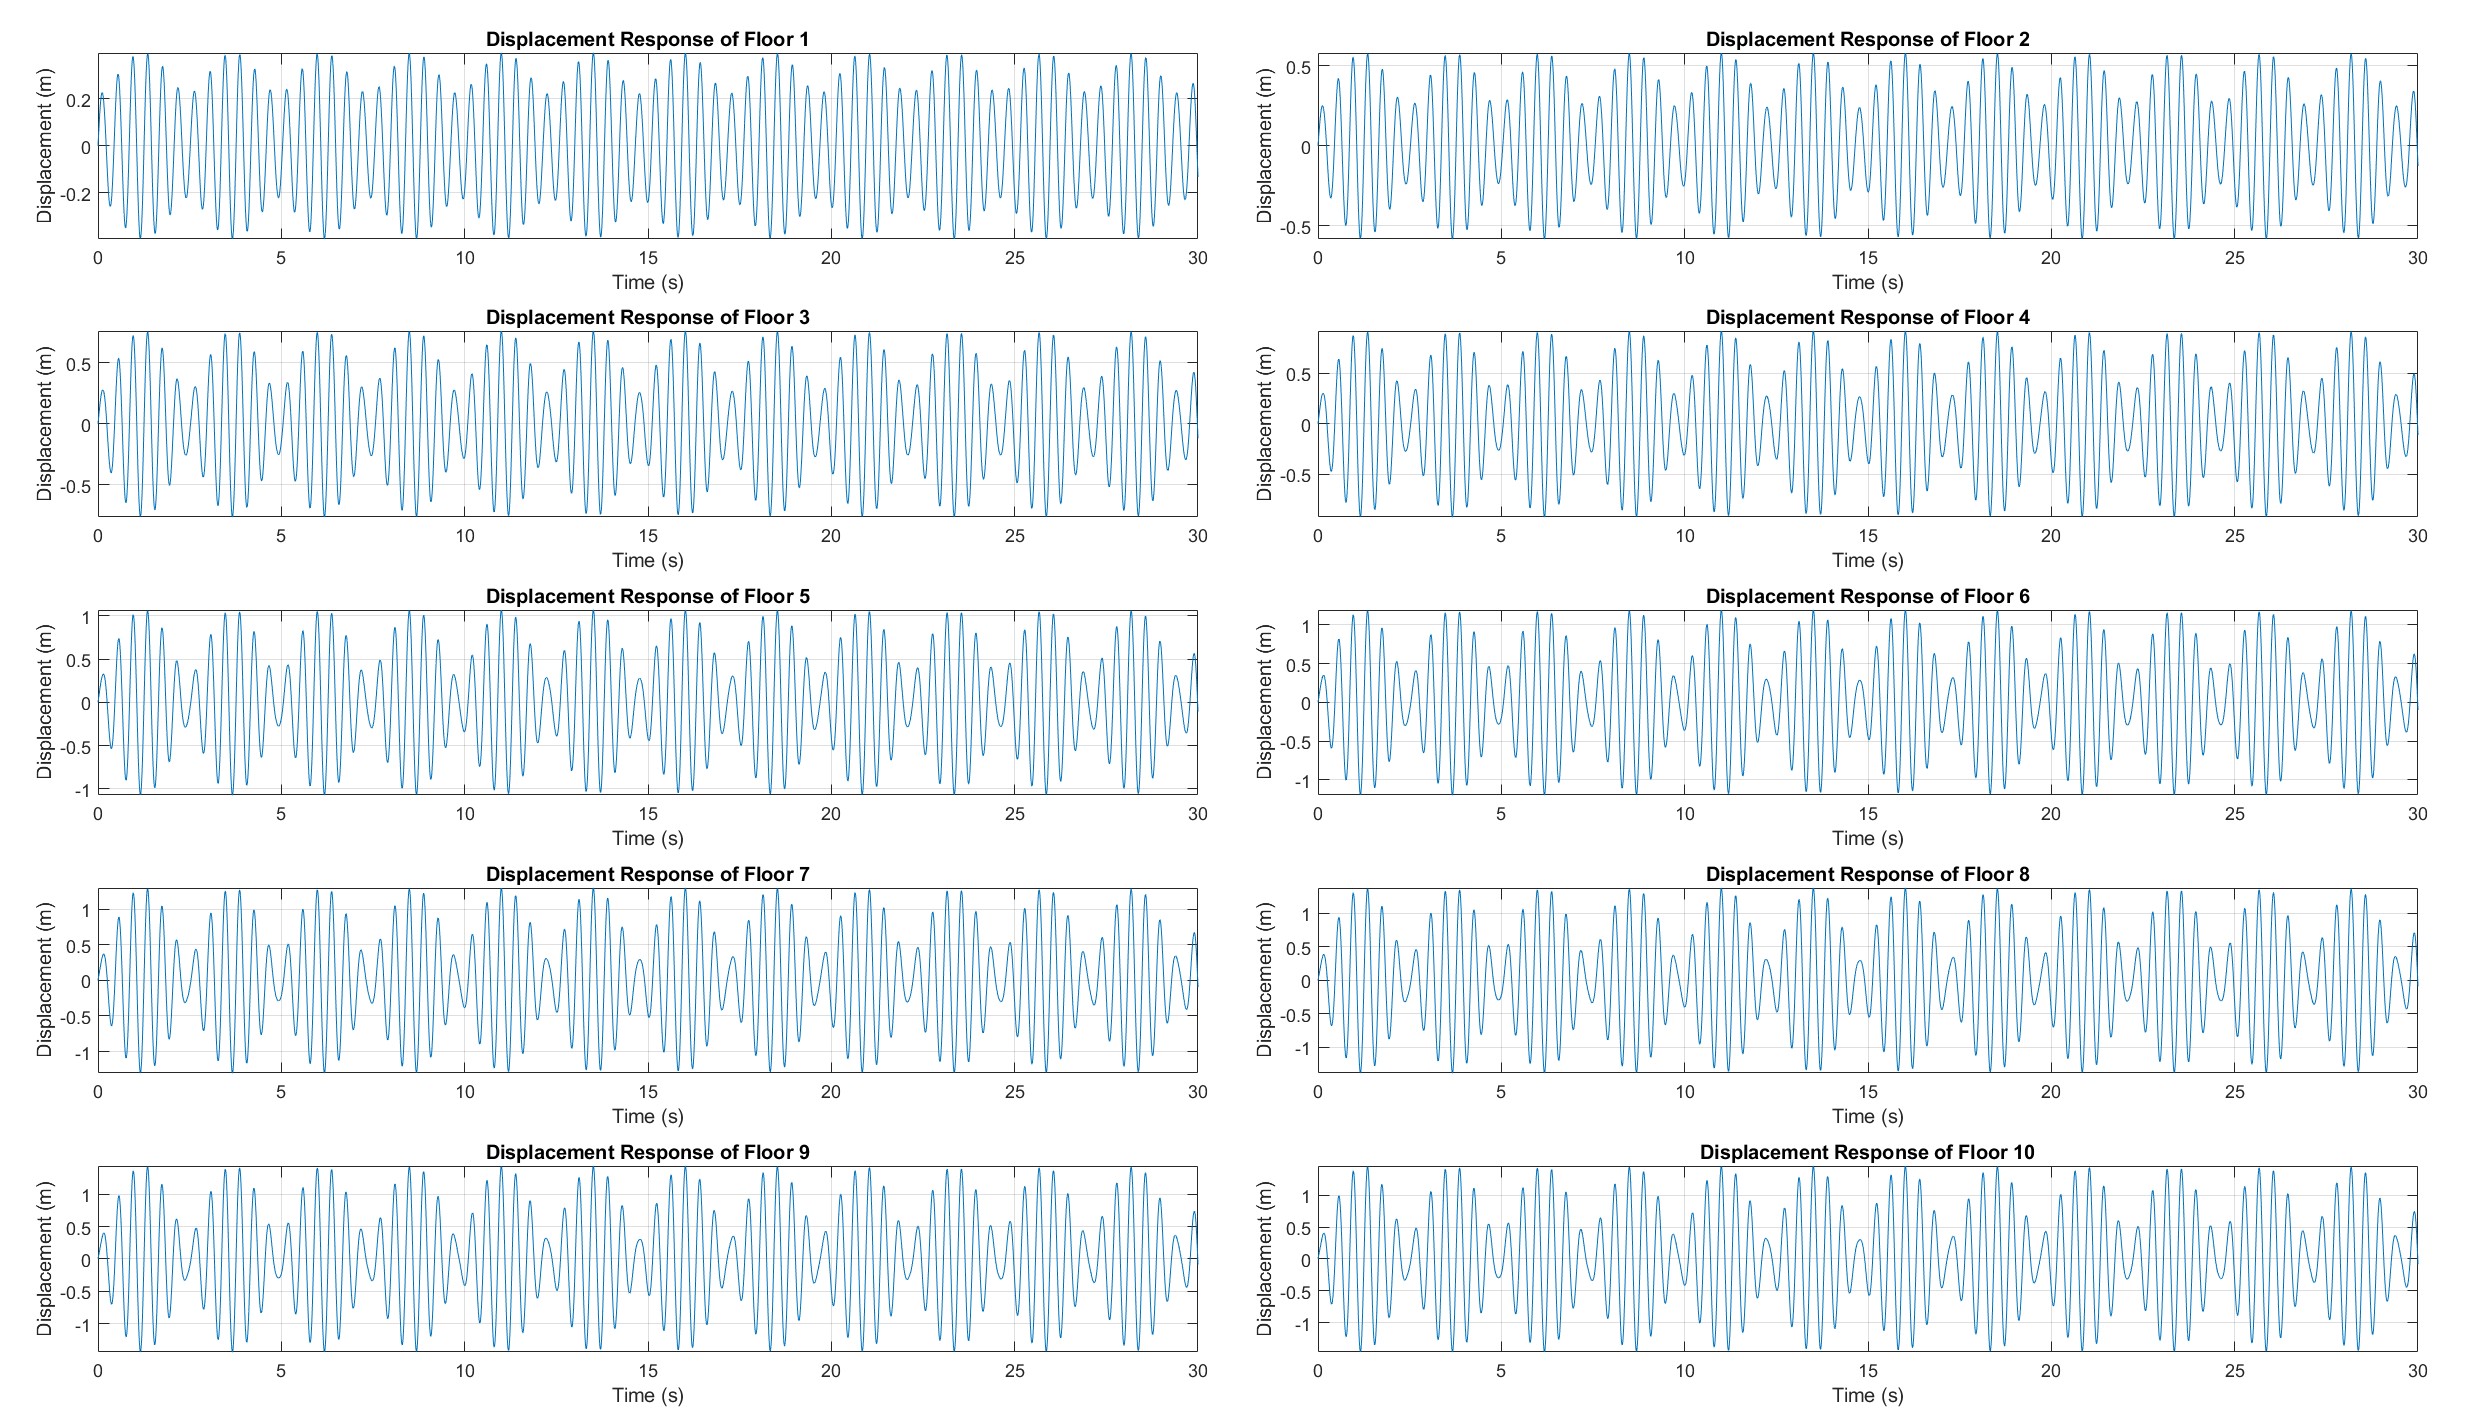 Displacement Response of Floor 1
Displacement (m)
0.2
0
-0.2
0 5 10 15 20 25 30
Time (s)
Displacement Response of Floor 2
Displacement (m)
0.5
0
-0.5
0 5 10 15 20 25 30
Time (s)
Displacement Response of Floor 3
Displacement (m)
0.5
0
-0.5
0 5 10 15 20 25 30
Time (s)
Displacement Response of Floor 4
Displacement (m)
0.5
0
-0.5
0 5 10 15 20 25 30
Time (s)
Displacement Response of Floor 5
Displacement (m)
1
0.5
0
-0.5
-1
0 5 10 15 20 25 30
Time (s)
Displacement Response of Floor 6
Displacement (m)
1
0.5
0
-0.5
-1
0 5 10 15 20 25 30
Time (s)
Displacement Response of Floor 7
Displacement (m)
1
0.5
0
-0.5
-1
0 5 10 15 20 25 30
Time (s)
Displacement Response of Floor 8
Displacement (m)
1
0.5
0
-0.5
-1
0 5 10 15 20 25 30
Time (s)
Displacement Response of Floor 9
Displacement (m)
1
0.5
0
-0.5
-1
0 5 10 15 20 25 30
Time (s)
Displacement Response of Floor 10
Displacement (m)
1
0.5
0
-0.5
-1
0 5 10 15 20 25 30
Time (s)